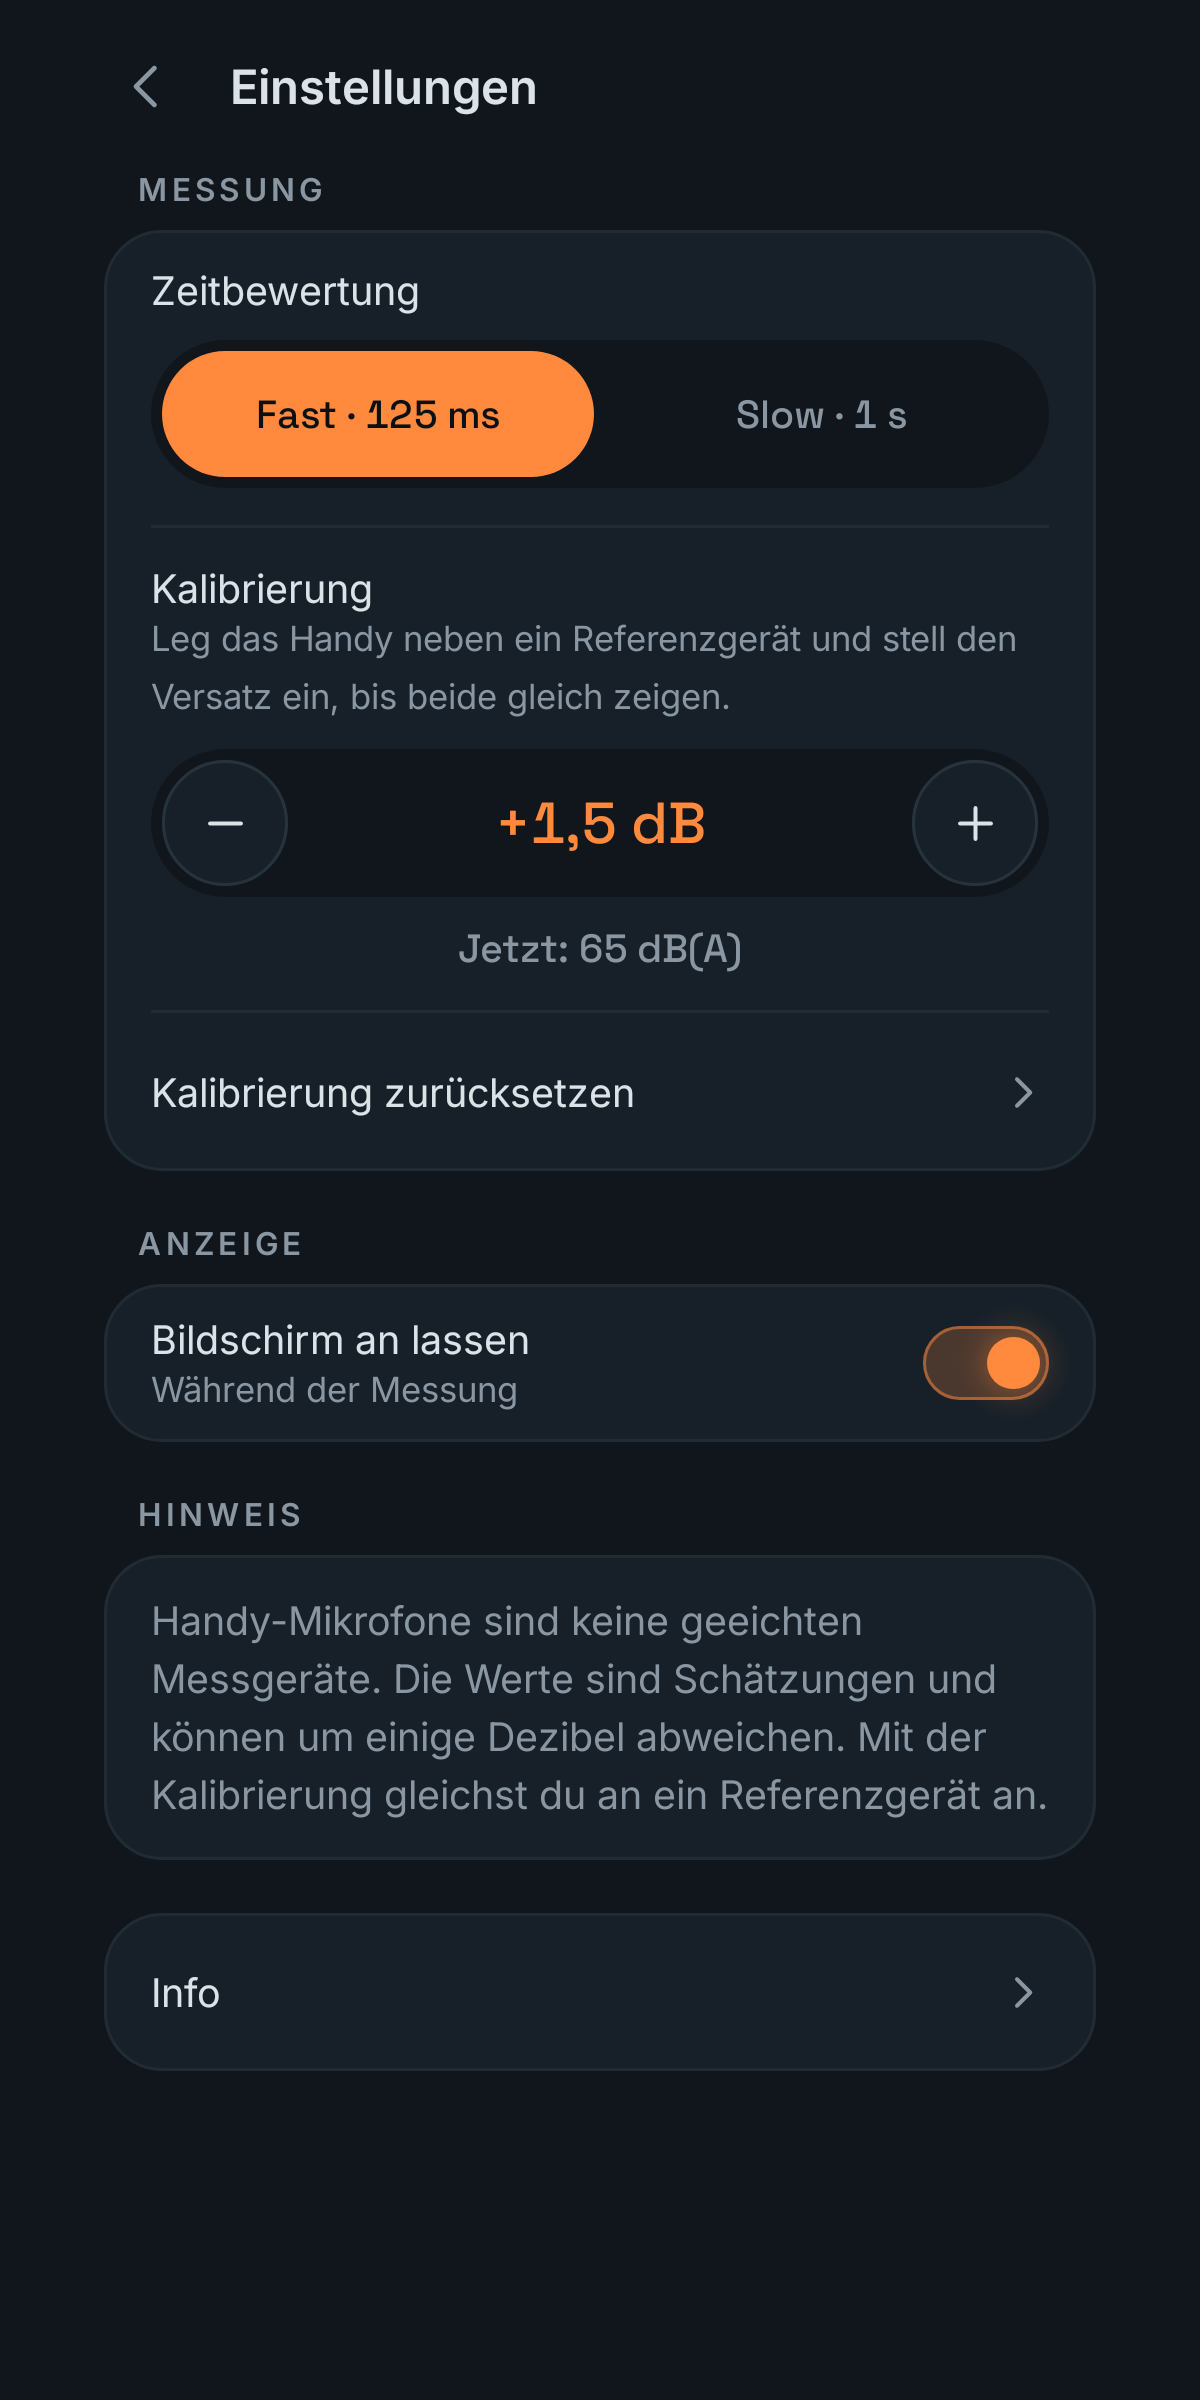 Einstellungen
MESSUNG
Zeitbewertung
Fast · 125 ms
Slow · 1 s
Kalibrierung
Leg das Handy neben ein Referenzgerät und stell den
Versatz ein, bis beide gleich zeigen.
+1,5 dB
Jetzt: 65 dB(A)
Kalibrierung zurücksetzen
ANZEIGE
Bildschirm an lassen
Während der Messung
HINWEIS
Handy-Mikrofone sind keine geeichten
Messgeräte. Die Werte sind Schätzungen und
können um einige Dezibel abweichen. Mit der
Kalibrierung gleichst du an ein Referenzgerät an.
Info